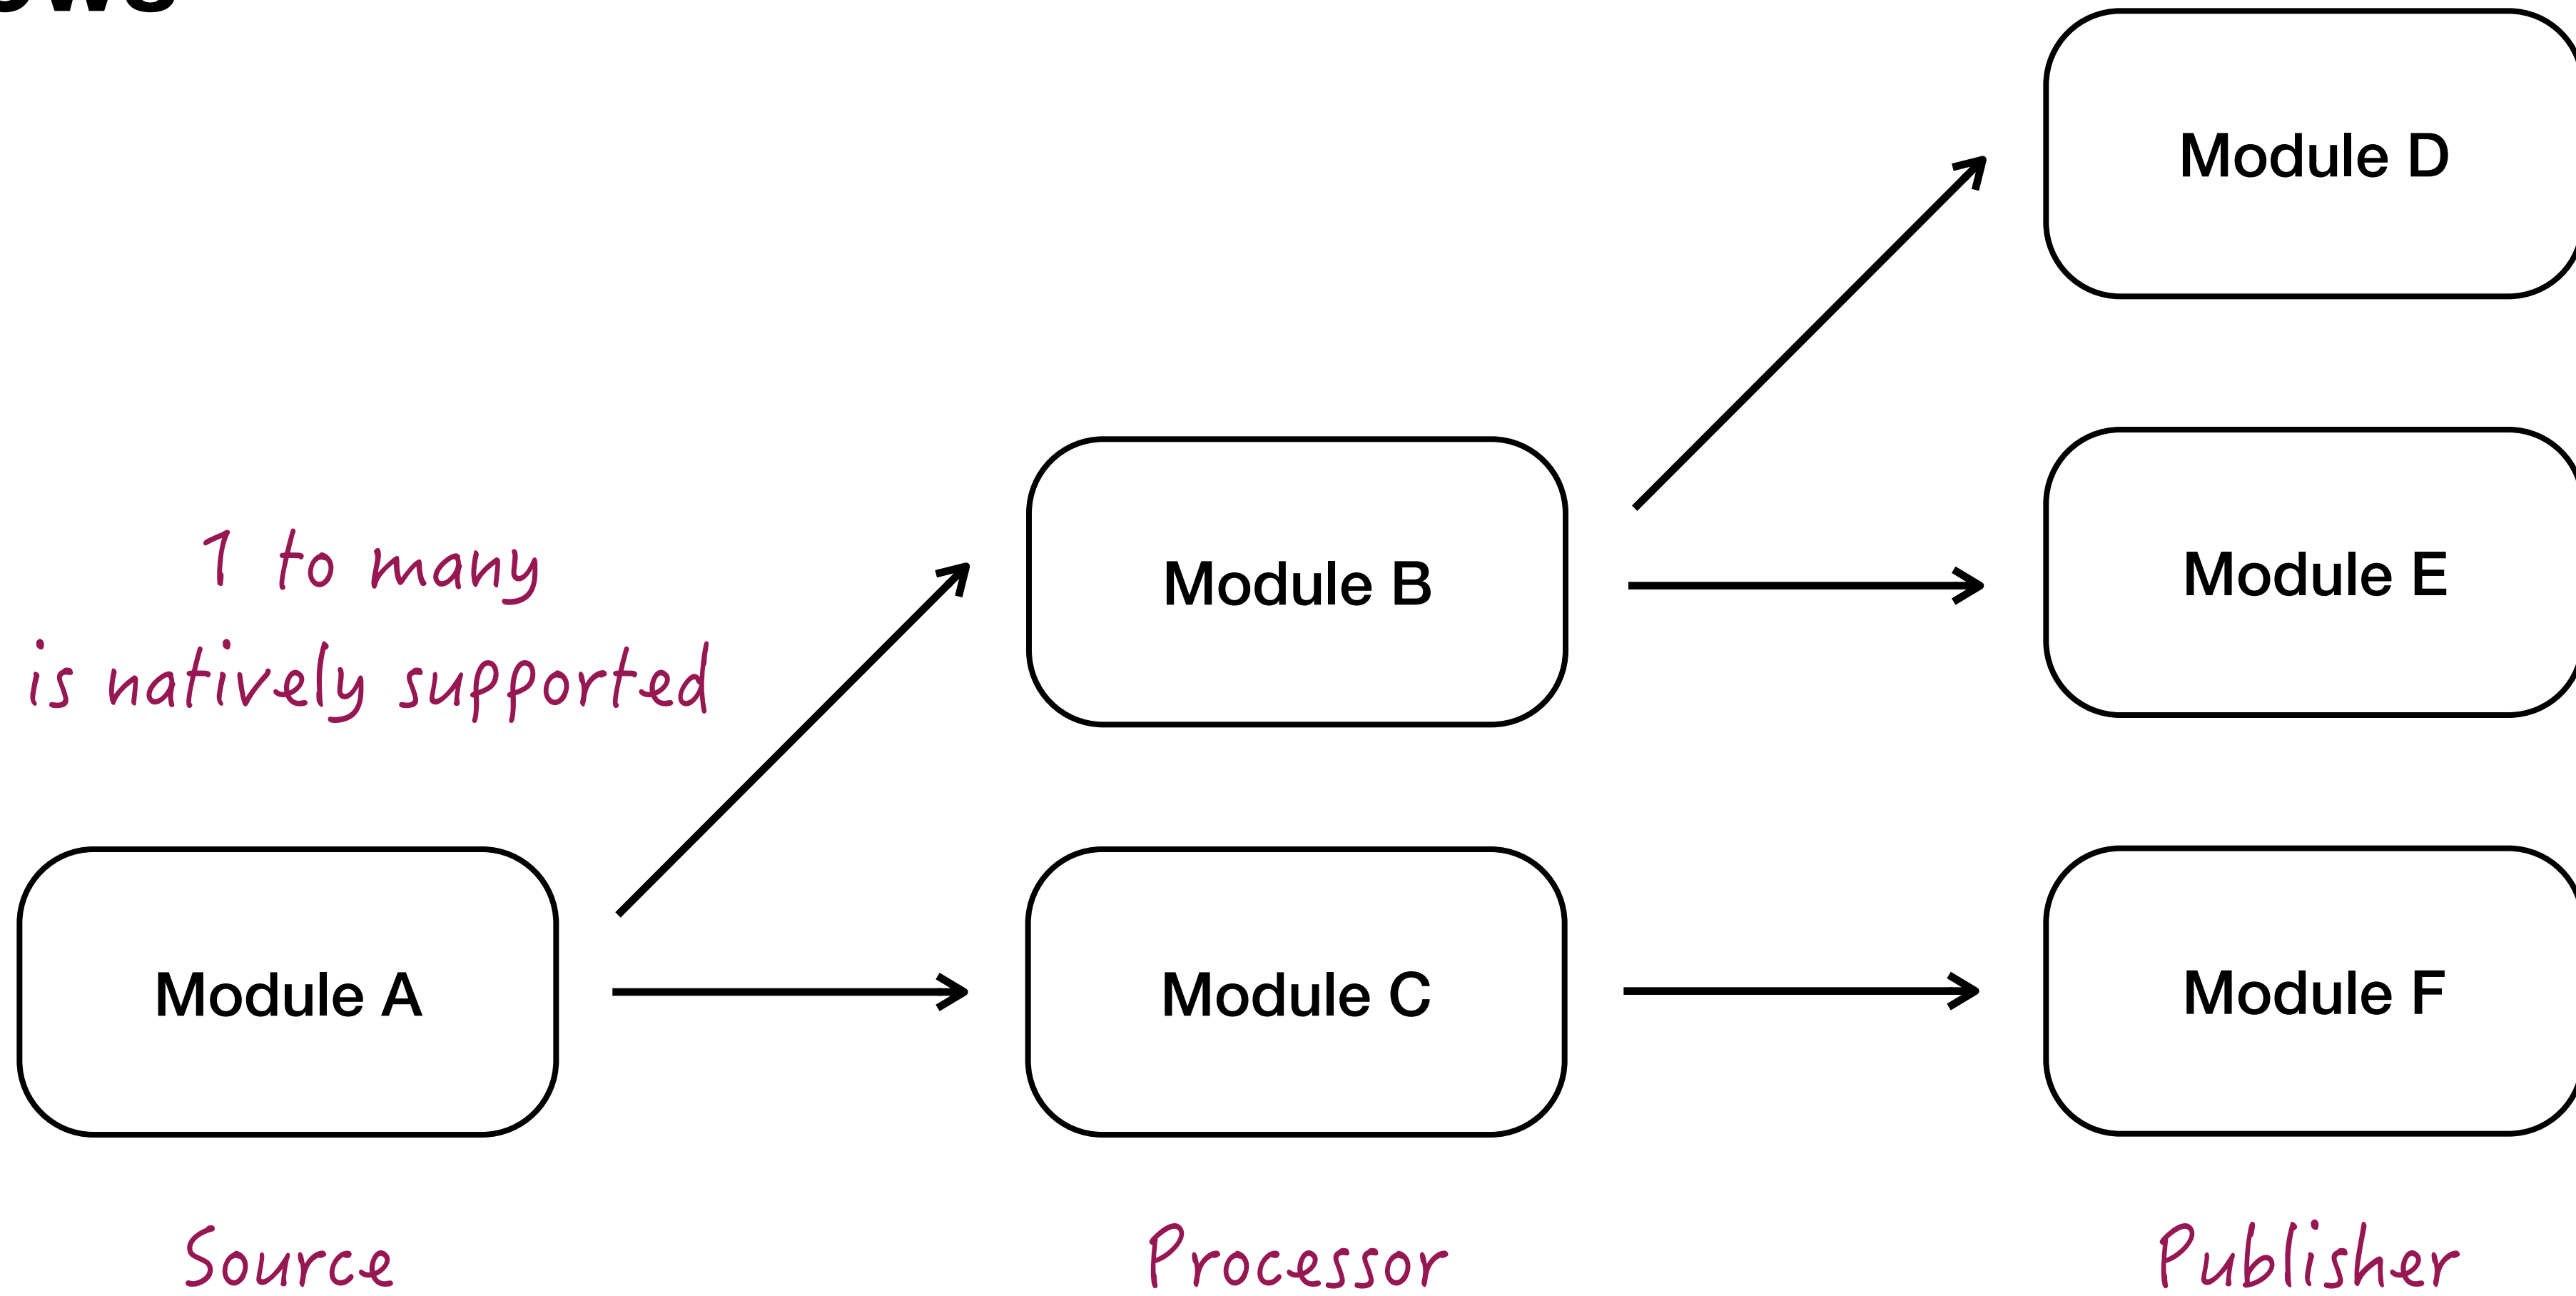 Module D
Module B
Module E
1 to many
is natively supported
Module A
Module C
Module F
Source
Processor
Publisher